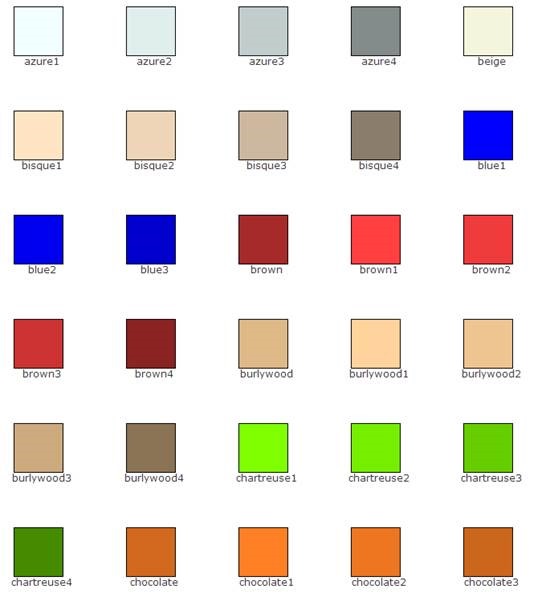 azure1 azure2 azure3 azure4 beige
bisque1 bisque2 bisque3 bisque4 blue1
blue2 blue3 brown brown1 brown2
brown3 brown4 burlywood burlywood1 burlywood2
burlywood3 burlywood4 chartreuse1 chartreuse2 chartreuse3
chartreuse4 chocolate chocolate1 chocolate2 chocolate3